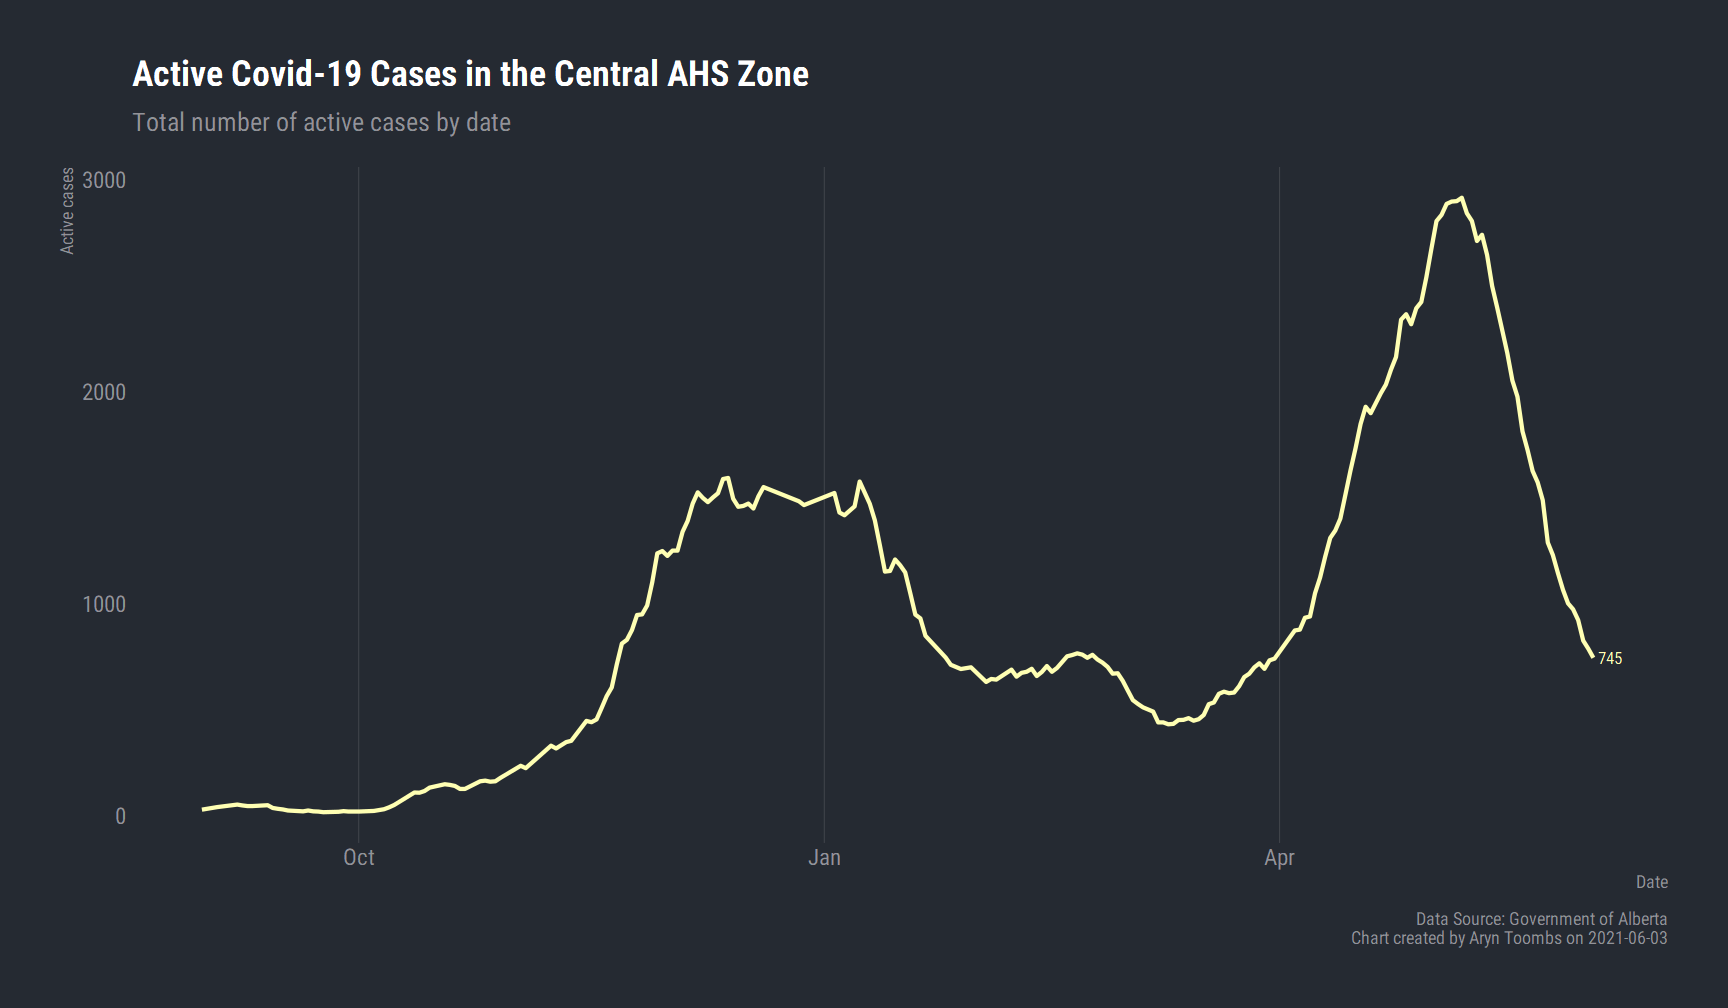 Active Covid-19 Cases in the Central AHS Zone
Total number of active cases by date
Active cases
3000
2000
1000
0
745
Oct
Jan
Apr
Date
Data Source: Government of Alberta
Chart created by Aryn Toombs on 2021-06-03